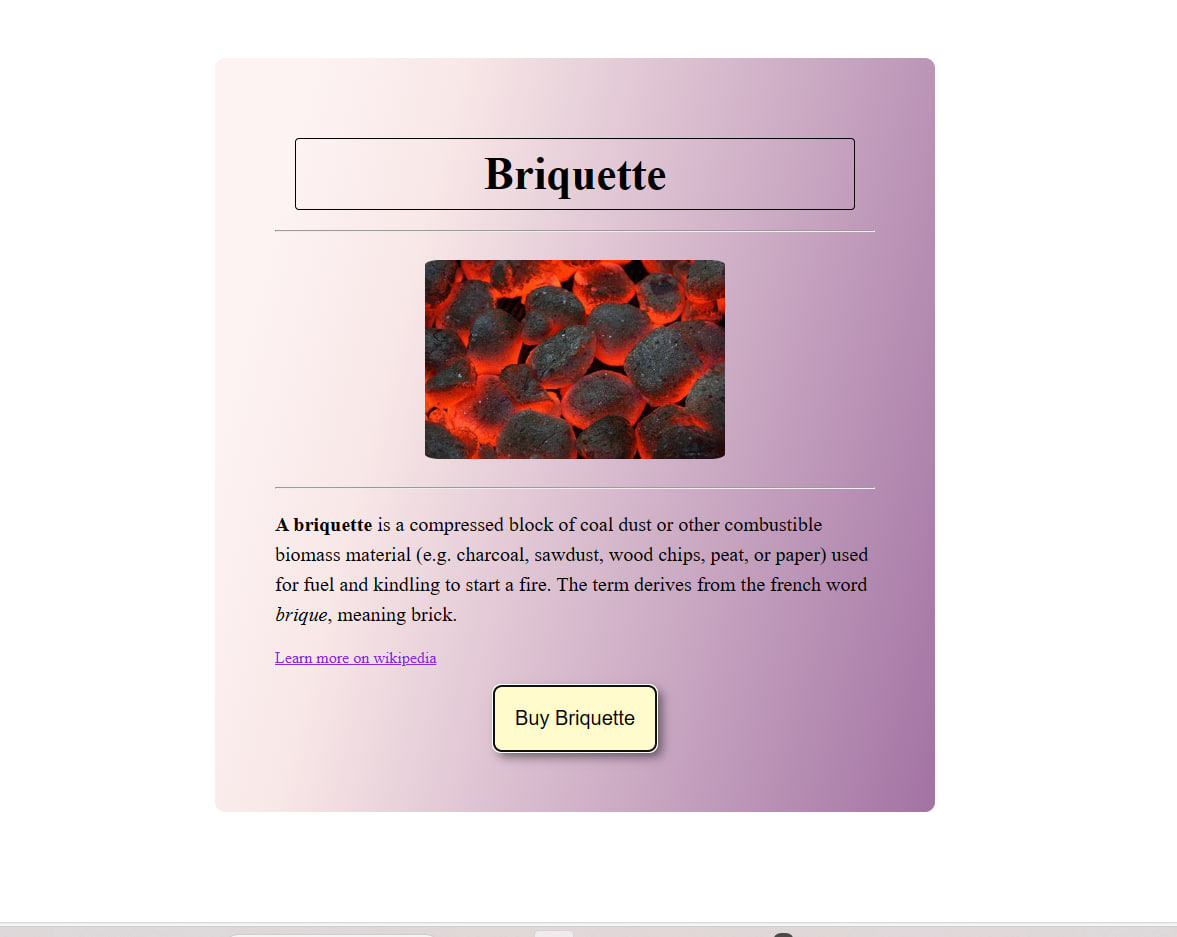 Briquette
A briquette is a compressed block of coal dust or other combustible
biomass material (e.g. charcoal, sawdust, wood chips, peat, or paper) used
for fuel and kindling to start a fire. The term derives from the french word
brique, meaning brick.
Learn more on wikipedia
Buy Briquette